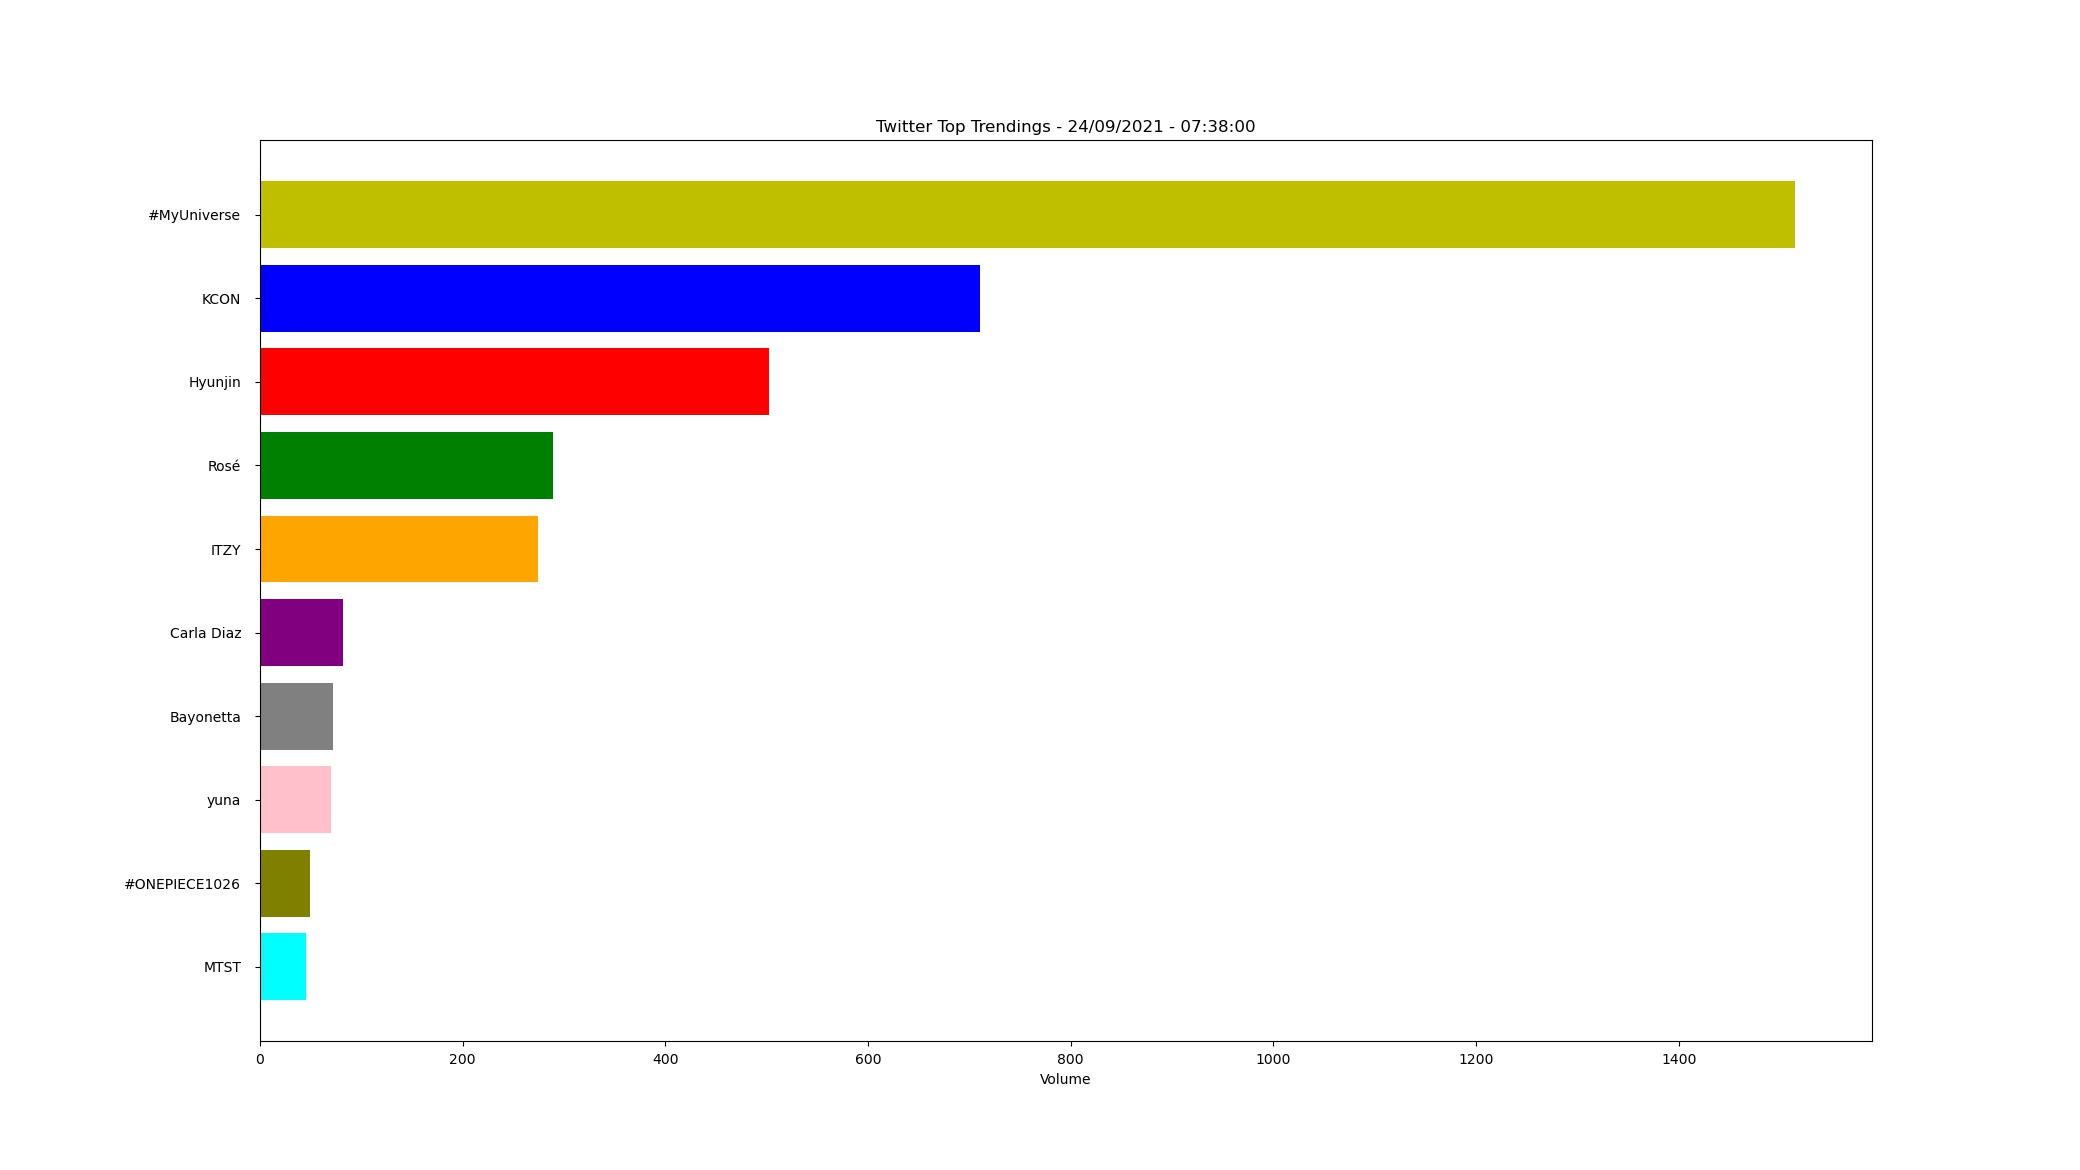 Twitter Top Trendings - 24/09/2021 - 07:38:00
#MyUniverse
KCON
Hyunjin
Rosé
ITZY
Carla Diaz
Bayonetta
yuna
#ONEPIECE1026
MTST
0 200 400 600 800 1000 1200 1400
Volume